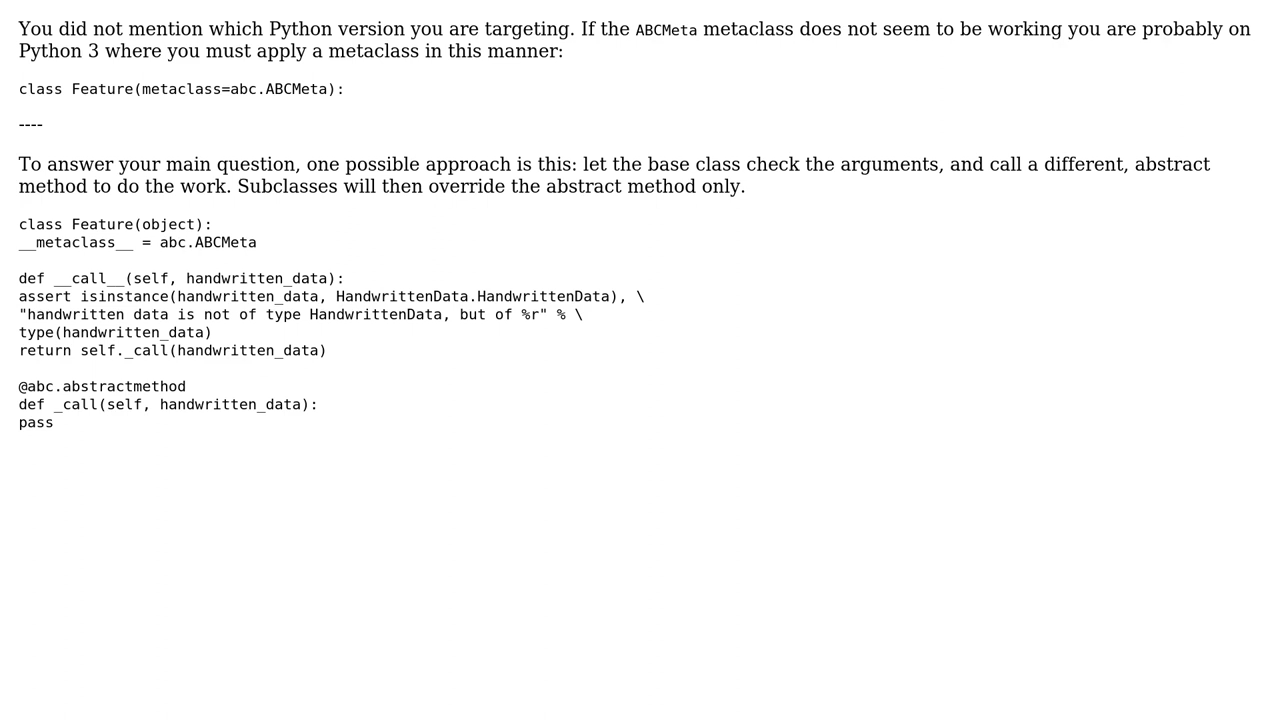 You did not mention which Python version you are targeting. If the ABCMeta metaclass does not seem to be working you are probably on
Python 3 where you must apply a metaclass in this manner:
class Feature(metaclass=abc.ABCMeta):
----
To answer your main question, one possible approach is this: let the base class check the arguments, and call a different, abstract
method to do the work. Subclasses will then override the abstract method only.
class Feature(object):
__metaclass__ = abc.ABCMeta
def __call__(self, handwritten_data):
assert isinstance(handwritten_data, HandwrittenData.HandwrittenData), \
"handwritten data is not of type HandwrittenData, but of %r" % \
type(handwritten_data)
return self._call(handwritten_data)
@abc.abstractmethod
def _call(self, handwritten_data):
pass